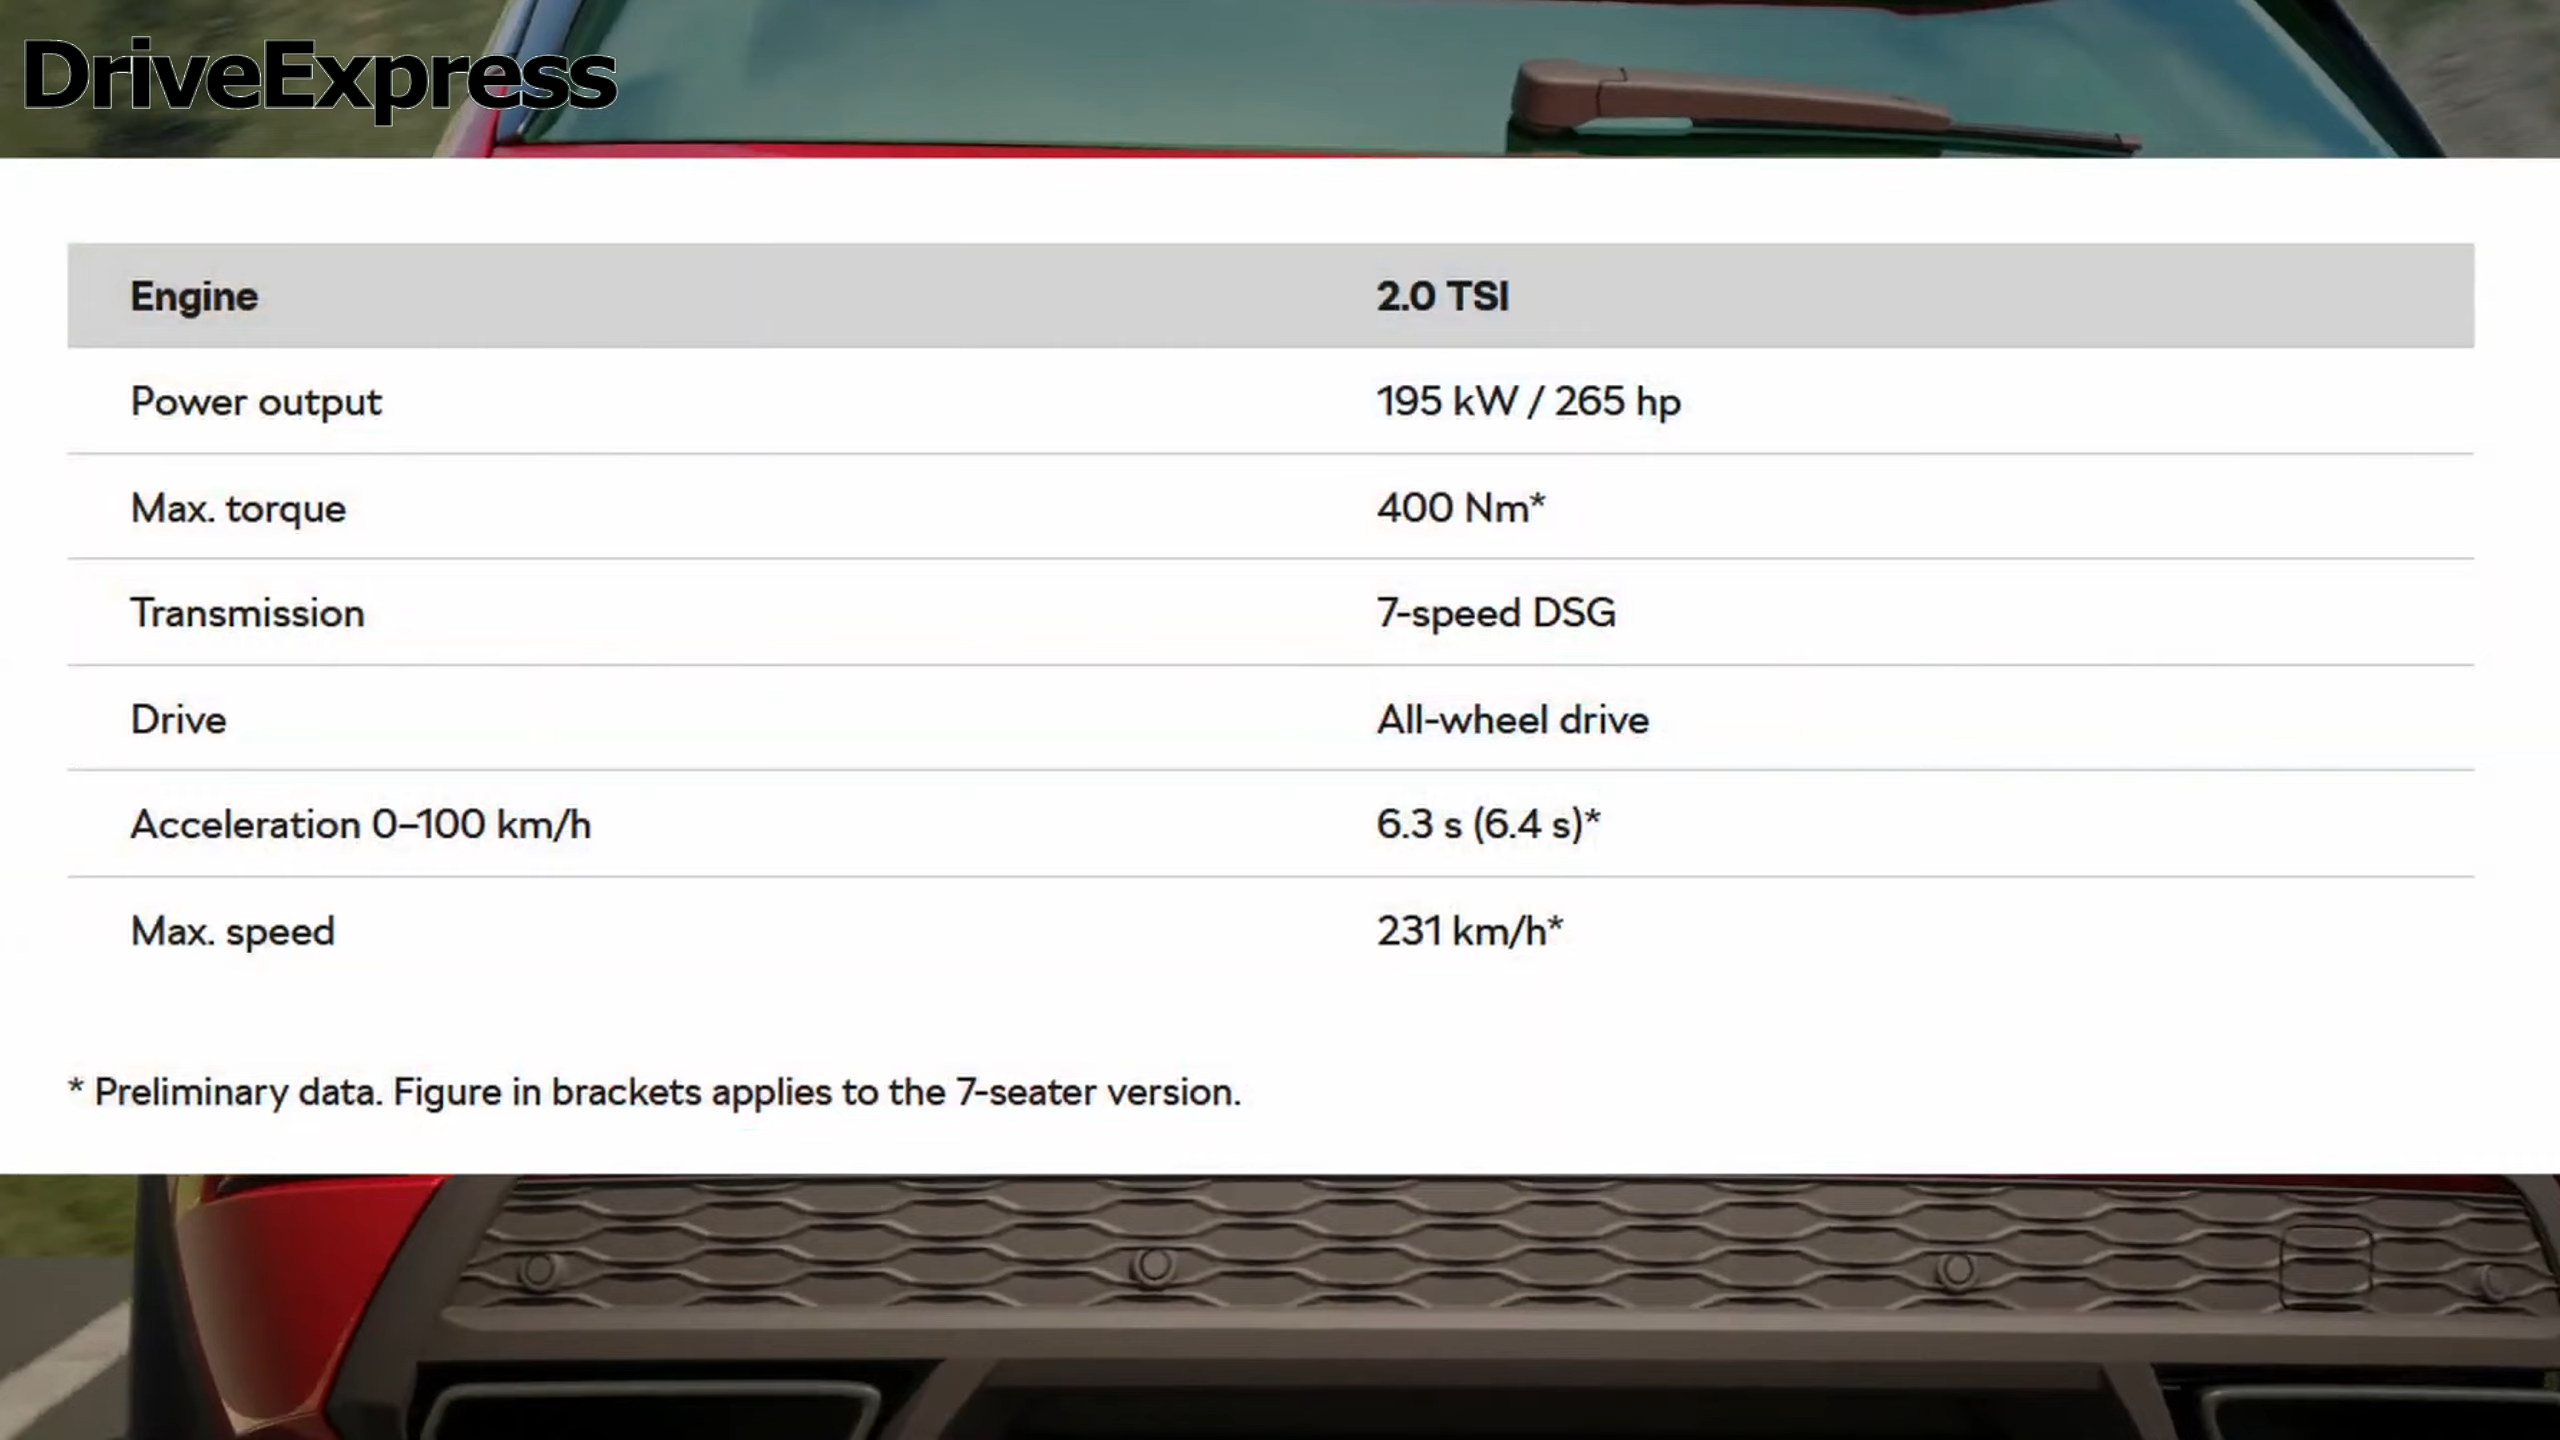 DriveExpress
Engine 2.0 TSI
Power output 195 kW / 265 hp
Max. torque 400 Nm*
Transmission 7-speed DSG
Drive All-wheel drive
Acceleration 0–100 km/h 6.3 s (6.4 s)*
Max. speed 231 km/h*
* Preliminary data. Figure in brackets applies to the 7-seater version.